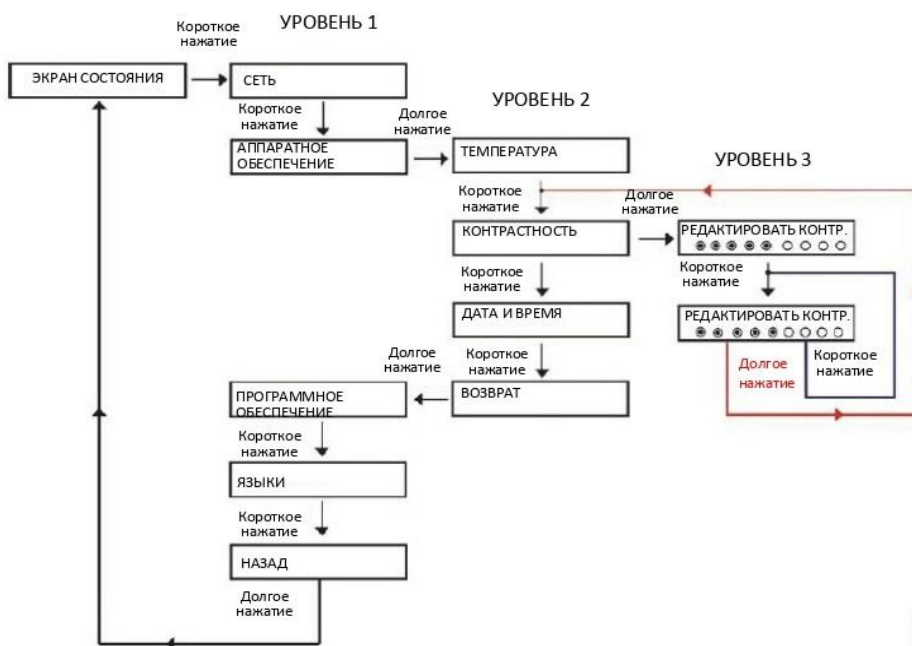 УРОВЕНЬ 1
Короткое
нажатие
ЭКРАН СОСТОЯНИЯ
СЕТЬ
УРОВЕНЬ 2
Короткое
нажатие
Долгое
нажатие
АППАРАТНОЕ
ОБЕСПЕЧЕНИЕ
ТЕМПЕРАТУРА
УРОВЕНЬ 3
Короткое
нажатие
Долгое
нажатие
КОНТРАСТНОСТЬ
РЕДАКТИРОВАТЬ КОНТР.
Короткое
нажатие
Короткое
нажатие
ДАТА И ВРЕМЯ
РЕДАКТИРОВАТЬ КОНТР.
Долгое
нажатие
Короткое
нажатие
Долгое
нажатие
Короткое
нажатие
ПРОГРАММНОЕ
ОБЕСПЕЧЕНИЕ
ВОЗВРАТ
Короткое
нажатие
ЯЗЫКИ
Короткое
нажатие
НАЗАД
Долгое
нажатие